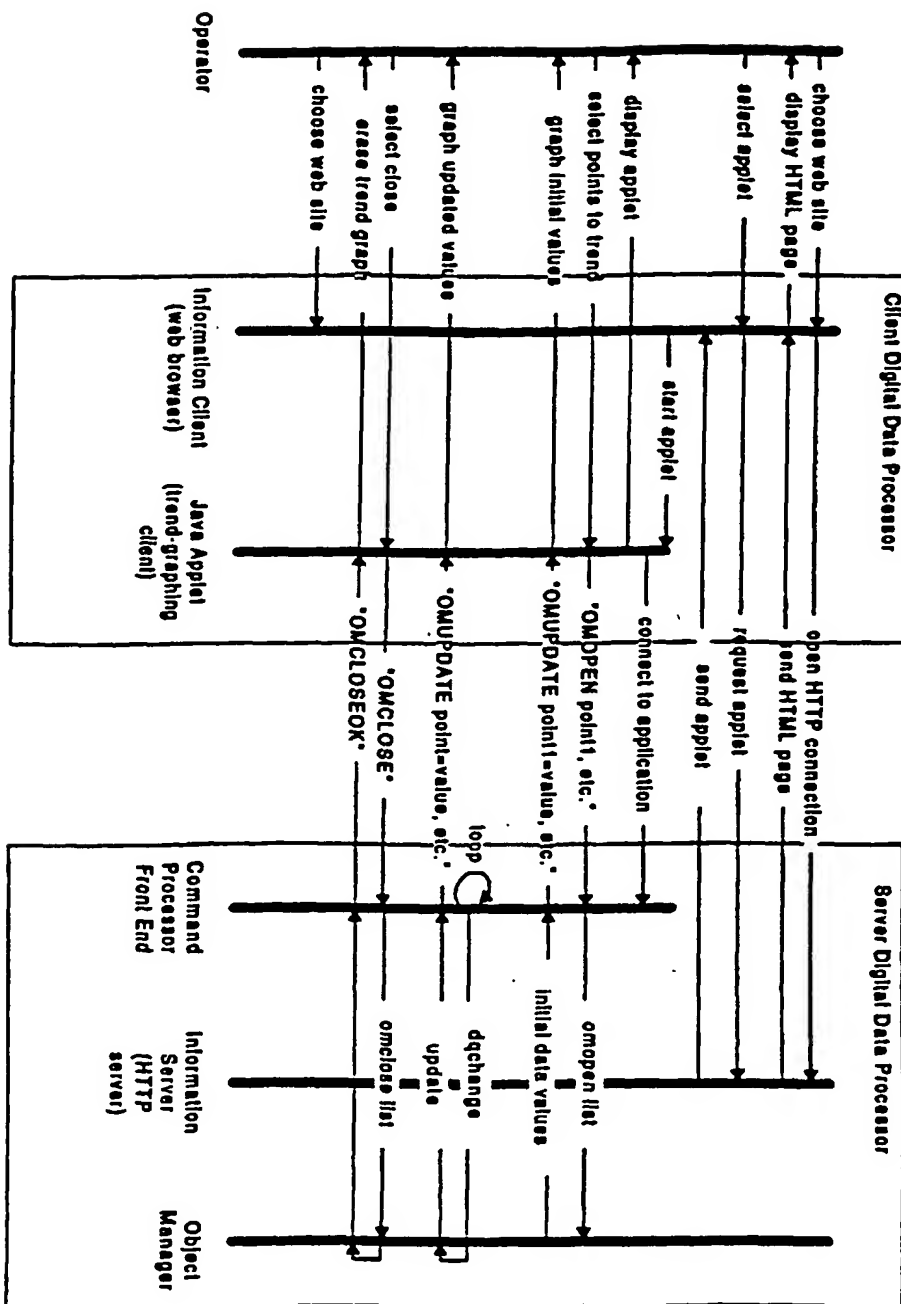 Client Digital Data Processor
Server Digital Data Processor
choose web site
open HTTP connection
display HTML page
send HTML page
select applet
request applet
send applet
start applet
connect to application
display applet
select points to trend
"OMOPEN point1, etc."
omopen list
graph initial values
"OMUPDATE point1=value, etc."
initial data values
loop
dqchange
graph updated values
"OMUPDATE point=value, etc."
update
select close
"OMCLOSE"
omclose list
erase trend graph
"OMCLOSEOK"
choose web site
Operator
Information Client
(web browser)
Java Applet
(trend-graphing
client)
Command
Processor
Front End
Information
Server
(HTTP
server)
Object
Manager